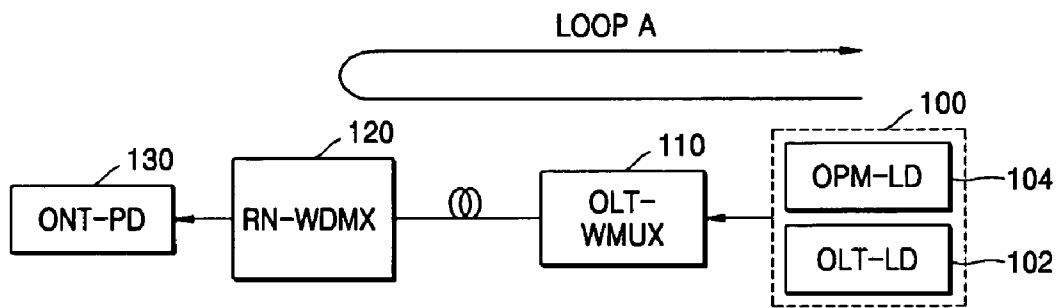 LOOP A
100
130
120
110
ONT-PD
RN-WDMX
OLT-
WMUX
OPM-LD
104
OLT-LD
102